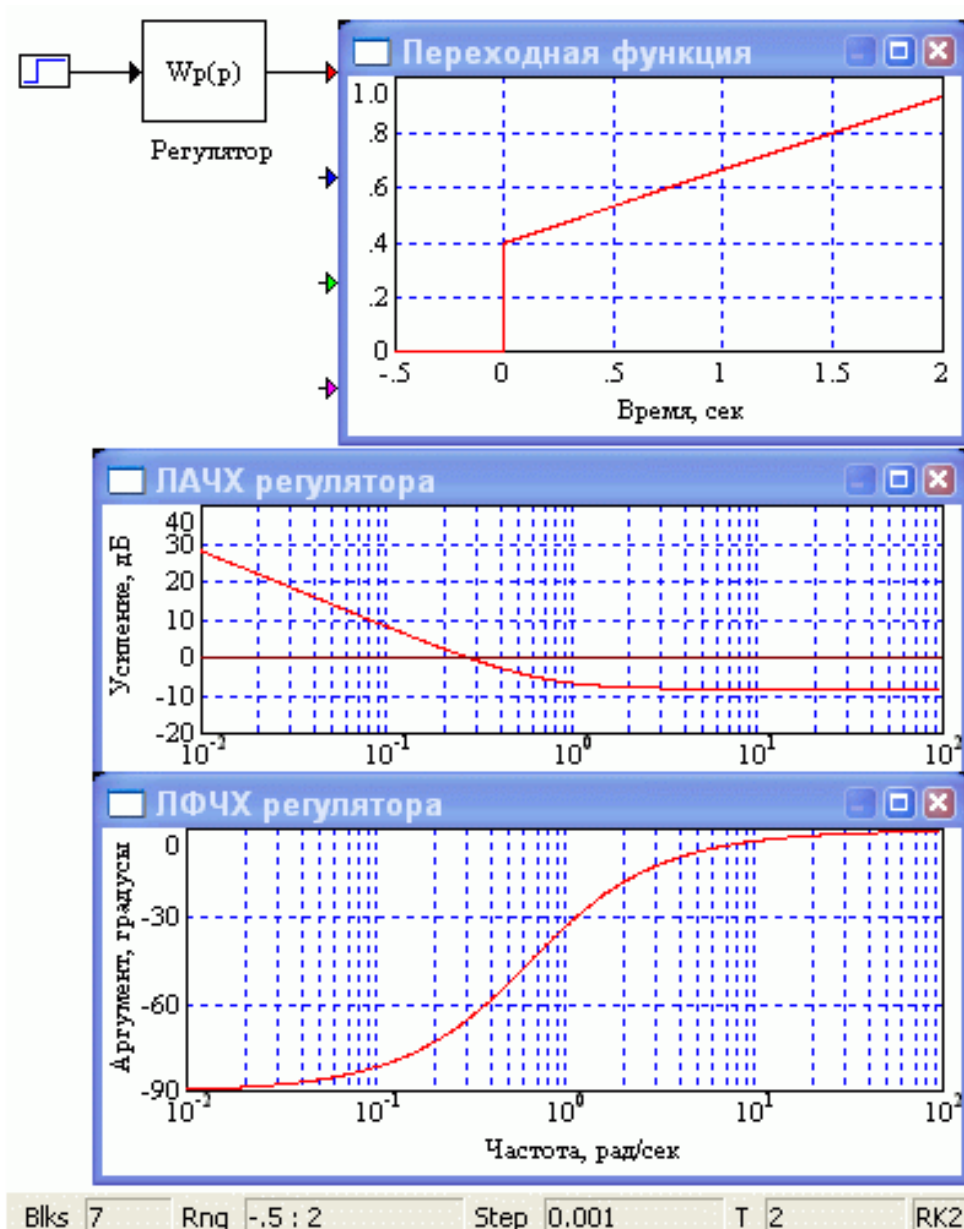 Wp(p)
Регулятор
Переходная функция
1.0
.8
.6
.4
.2
0
-.5 0 .5 1 1.5 2
Время, сек
ЛАЧХ регулятора
Усиление, дБ
40
30
20
10
0
-10
-20
10⁻² 10⁻¹ 10⁰ 10¹ 10²
ЛФЧХ регулятора
Аргумент, градусы
0
-30
-60
-90
10⁻² 10⁻¹ 10⁰ 10¹ 10²
Частота, рад/сек
Blks 7 Rng -.5 : 2 Step 0.001 T 2 RK2